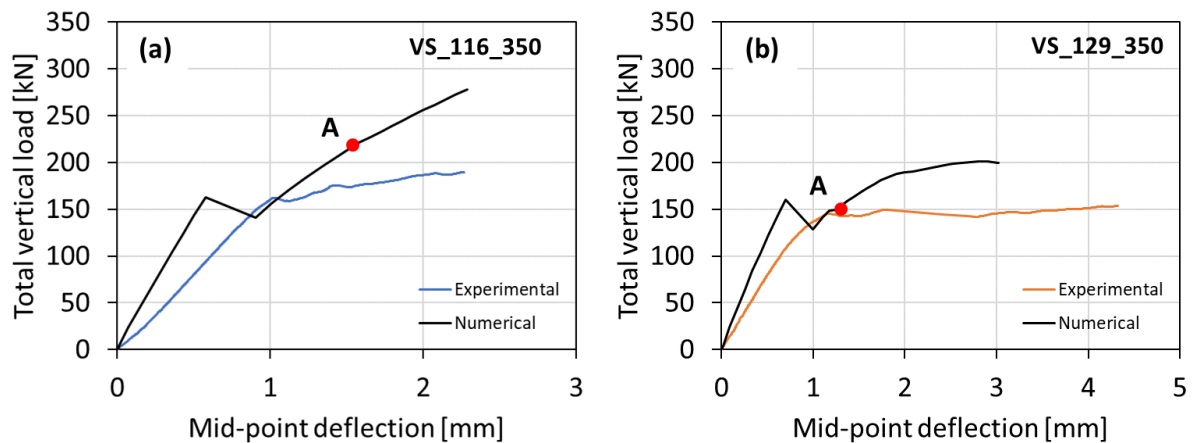 (a)
VS_116_350
Total vertical load [kN]
350
300
250
200
150
100
50
0
A
Experimental
Numerical
0
1
2
3
Mid-point deflection [mm]
(b)
VS_129_350
Total vertical load [kN]
350
300
250
200
150
100
50
0
A
Experimental
Numerical
0
1
2
3
4
5
Mid-point deflection [mm]